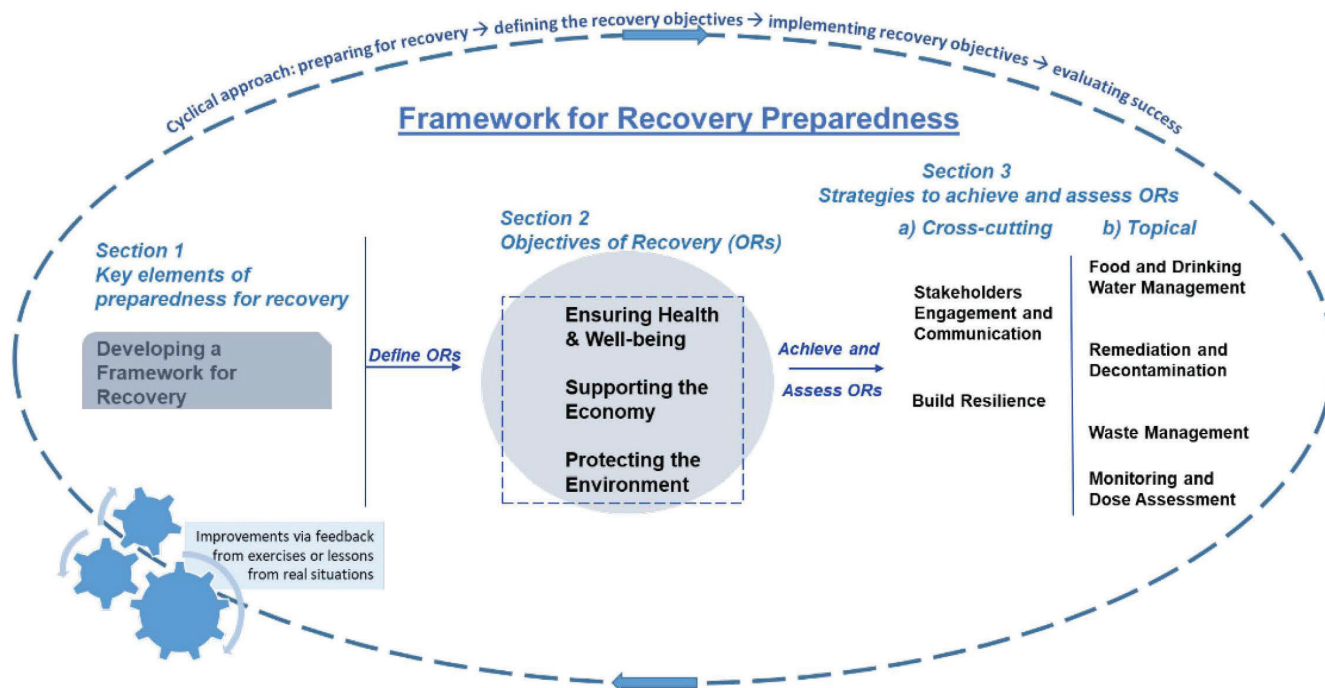 Cyclical approach: preparing for recovery → defining the recovery objectives → implementing recovery objectives → evaluating success
Framework for Recovery Preparedness
Section 1
Key elements of
preparedness for recovery
Developing a
Framework for
Recovery
Define ORs
Section 2
Objectives of Recovery (ORs)
Ensuring Health
& Well-being
Supporting the
Economy
Protecting the
Environment
Achieve and
Assess ORs
Section 3
Strategies to achieve and assess ORs
a) Cross-cutting
Stakeholders
Engagement and
Communication
Build Resilience
b) Topical
Food and Drinking
Water Management
Remediation and
Decontamination
Waste Management
Monitoring and
Dose Assessment
Improvements via feedback
from exercises or lessons
from real situations